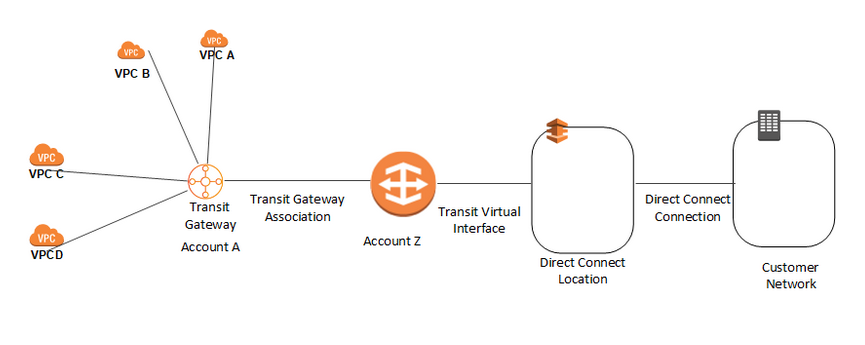 VPC
VPC A
VPC
VPC B
VPC
VPC C
VPC
VPCD
Transit
Gateway
Account A
Transit Gateway
Association
Account Z
Transit Virtual
Interface
Direct Connect
Location
Direct Connect
Connection
Customer
Network